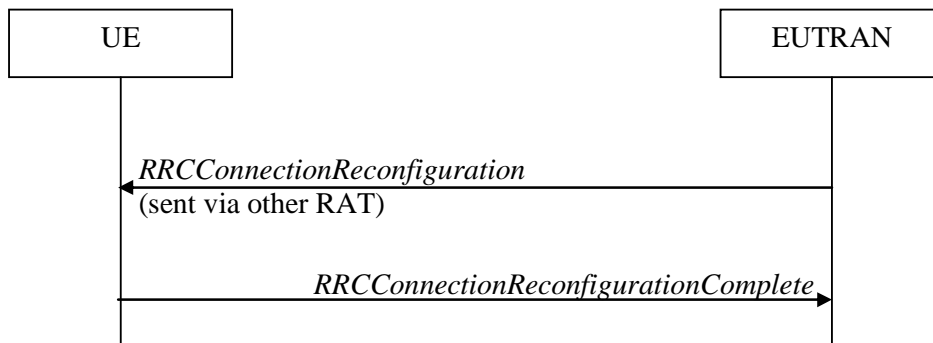 UE
EUTRAN
RRCConnectionReconfiguration
(sent via other RAT)
RRCConnectionReconfigurationComplete